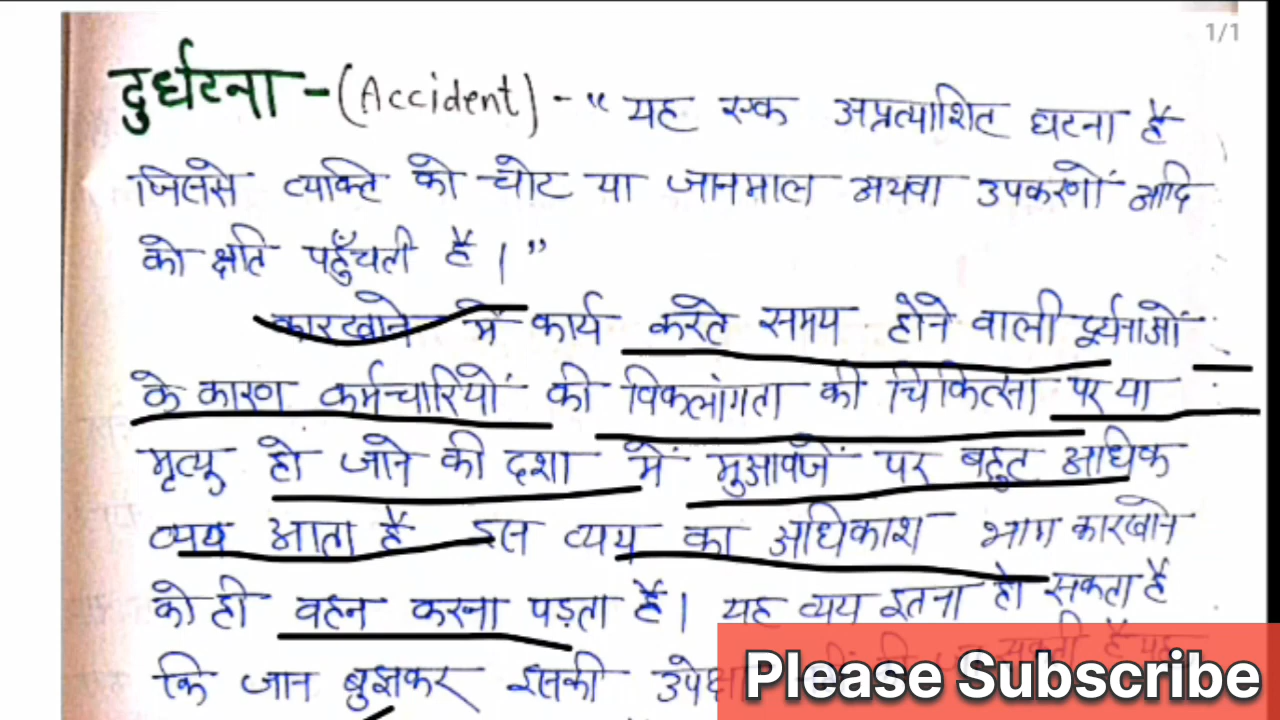 1/1
दुर्घटना - (Accident) - “ यह एक अप्रत्याशित घटना है
जिससे व्यक्ति को चोट या जानमाल अथवा उपकरणों आदि
को क्षति पहुँचती है। ”
कारखाने में कार्य करते समय होने वाली दुर्घटनाओं
के कारण कर्मचारियों की विकलांगता की चिकित्सा पर या
मृत्यु हो जाने की दशा में मुआवजें पर बहुत अधिक
व्यय आता है इस व्यय का अधिकाश भाग कारखाने
को ही वहन करना पड़ता है। यह व्यय इतना हो सकता है
कि जान बुझकर इसकी
Please Subscribe